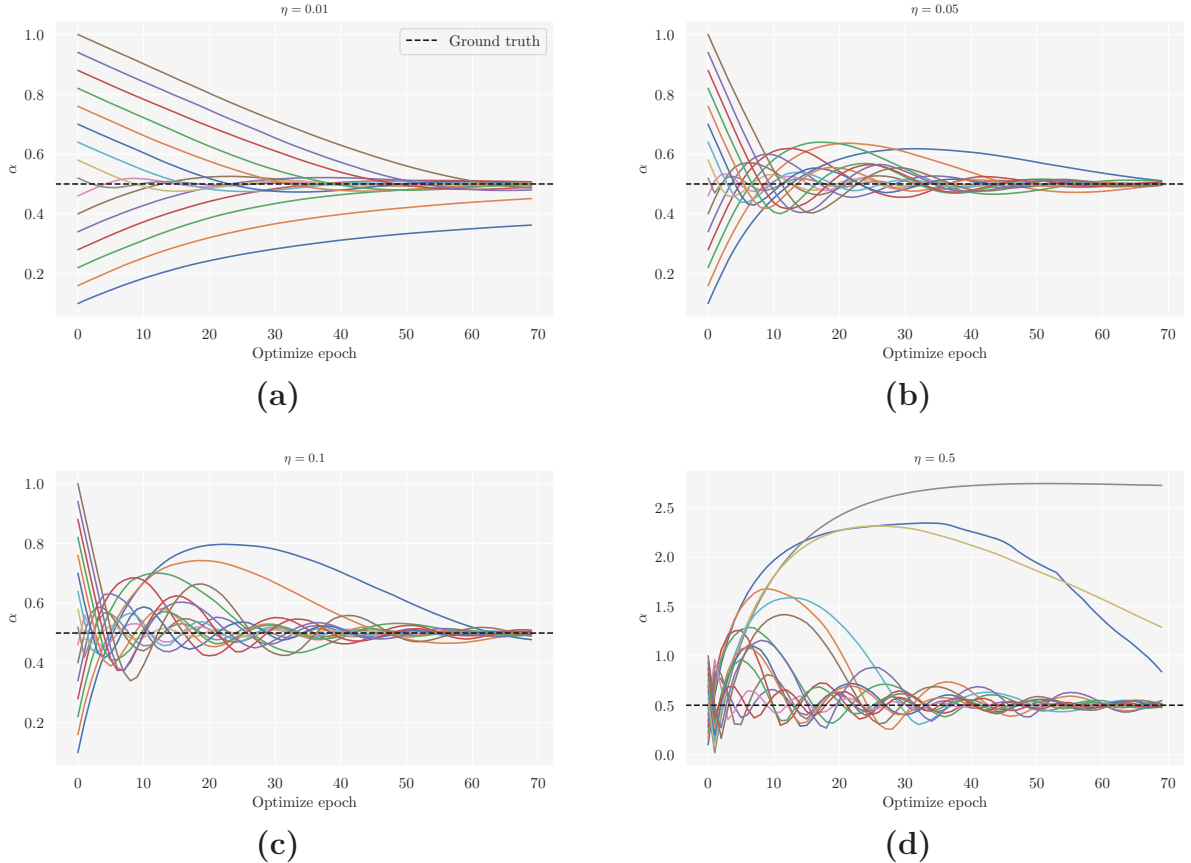 η = 0.01
1.0
0.8
0.6
0.4
0.2
α
Ground truth
0 10 20 30 40 50 60 70
Optimize epoch
(a)
η = 0.05
1.0
0.8
0.6
0.4
0.2
α
0 10 20 30 40 50 60 70
Optimize epoch
(b)
η = 0.1
1.0
0.8
0.6
0.4
0.2
α
0 10 20 30 40 50 60 70
Optimize epoch
(c)
η = 0.5
2.5
2.0
1.5
1.0
0.5
0.0
α
0 10 20 30 40 50 60 70
Optimize epoch
(d)